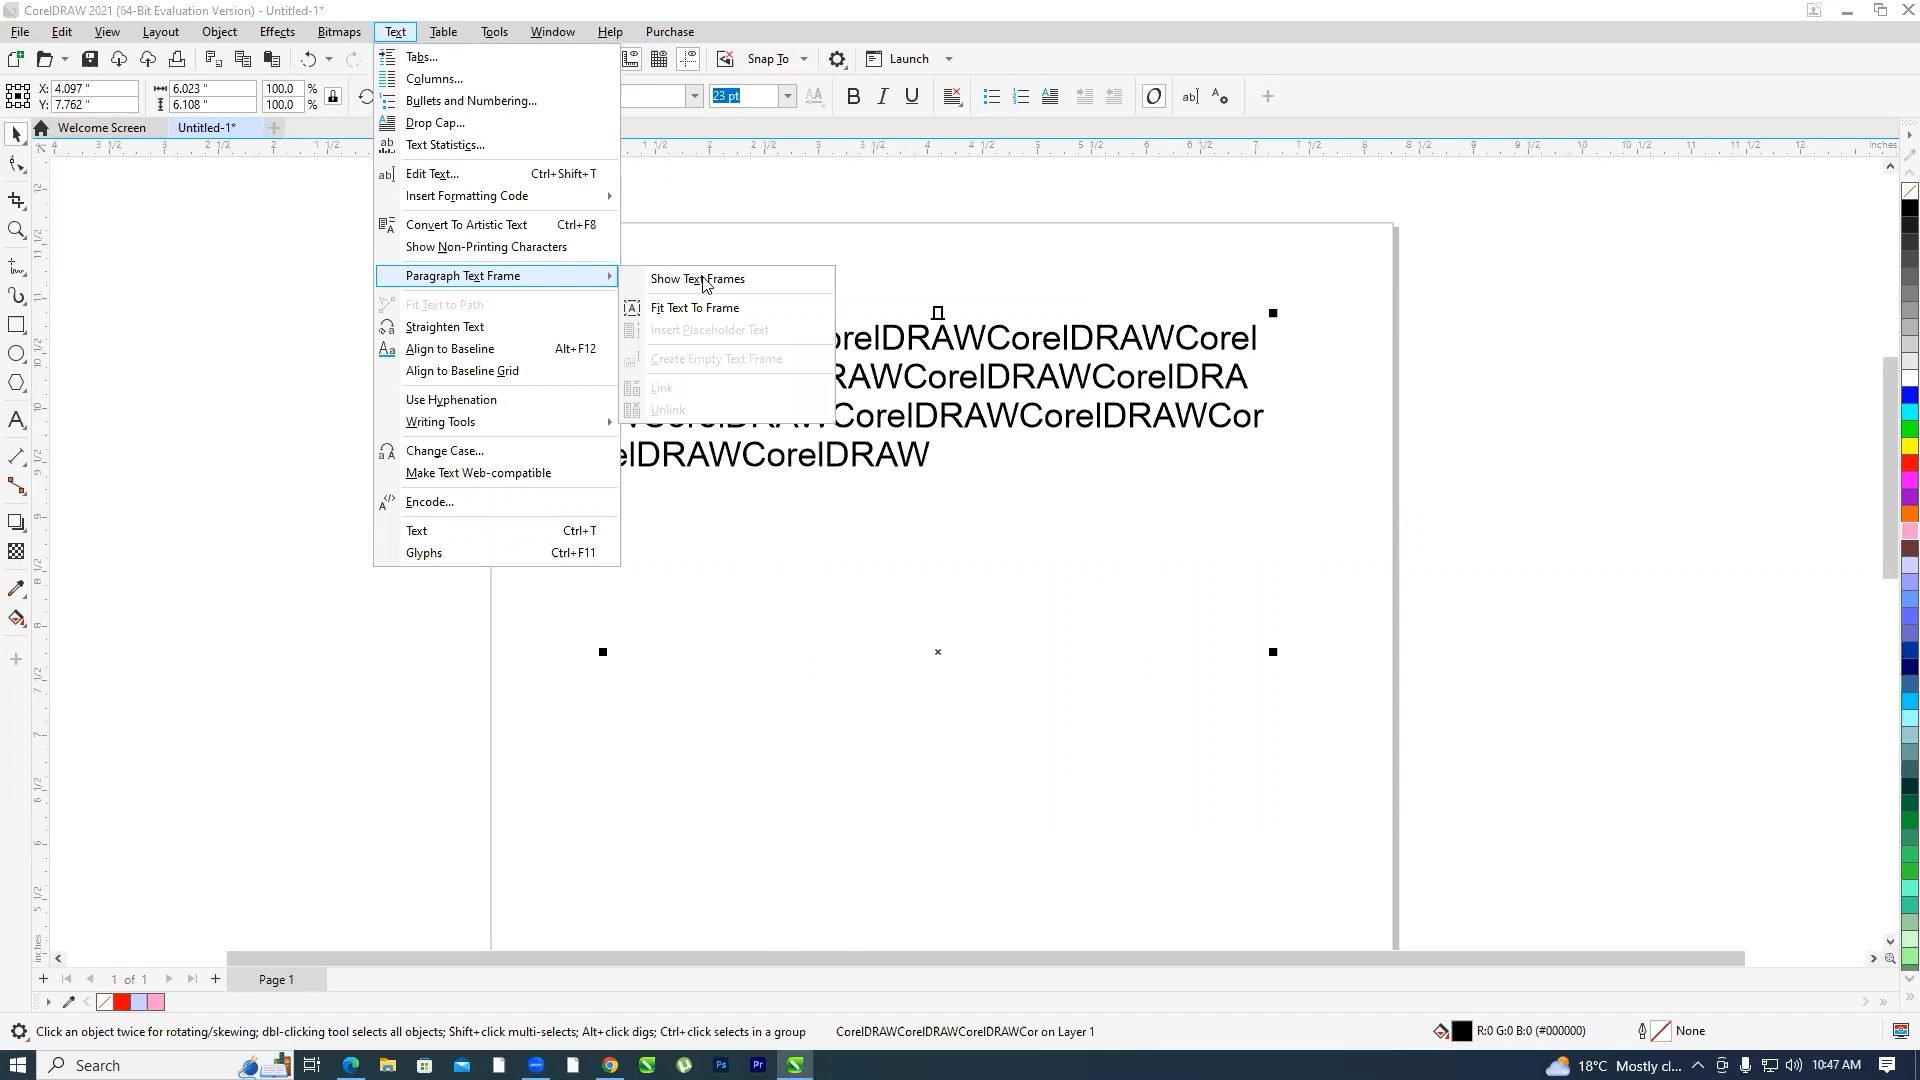 CorelDRAW 2021 (64-Bit Evaluation Version) - Untitled-1*
File Edit View Layout Object Effects Bitmaps Text Table Tools Window Help Purchase
Snap To Launch
X: 4.097 " 6.023 " 100.0 %
Y: 7.762 " 6.108 " 100.0 %
23 pt
Welcome Screen Untitled-1*
Tabs...
Columns...
Bullets and Numbering...
Drop Cap...
Text Statistics...
Edit Text... Ctrl+Shift+T
Insert Formatting Code
Convert To Artistic Text Ctrl+F8
Show Non-Printing Characters
Paragraph Text Frame
Fit Text to Path
Straighten Text
Align to Baseline Alt+F12
Align to Baseline Grid
Use Hyphenation
Writing Tools
Change Case...
Make Text Web-compatible
Encode...
Text Ctrl+T
Glyphs Ctrl+F11
Show Text Frames
Fit Text To Frame
Insert Placeholder Text
Create Empty Text Frame
Link
Unlink
orelDRAWCorelDRAWCorel
RAWCorelDRAWCorelDRA
CorelDRAWCorelDRAWCor
elDRAWCorelDRAW
inches
inches
1 of 1 Page 1
Click an object twice for rotating/skewing; dbl-clicking tool selects all objects; Shift+click multi-selects; Alt+click digs; Ctrl+click selects in a group CorelDRAWCorelDRAWCorelDRAWCor on Layer 1 R:0 G:0 B:0 (#000000) None
Search 18°C Mostly cl... 10:47 AM